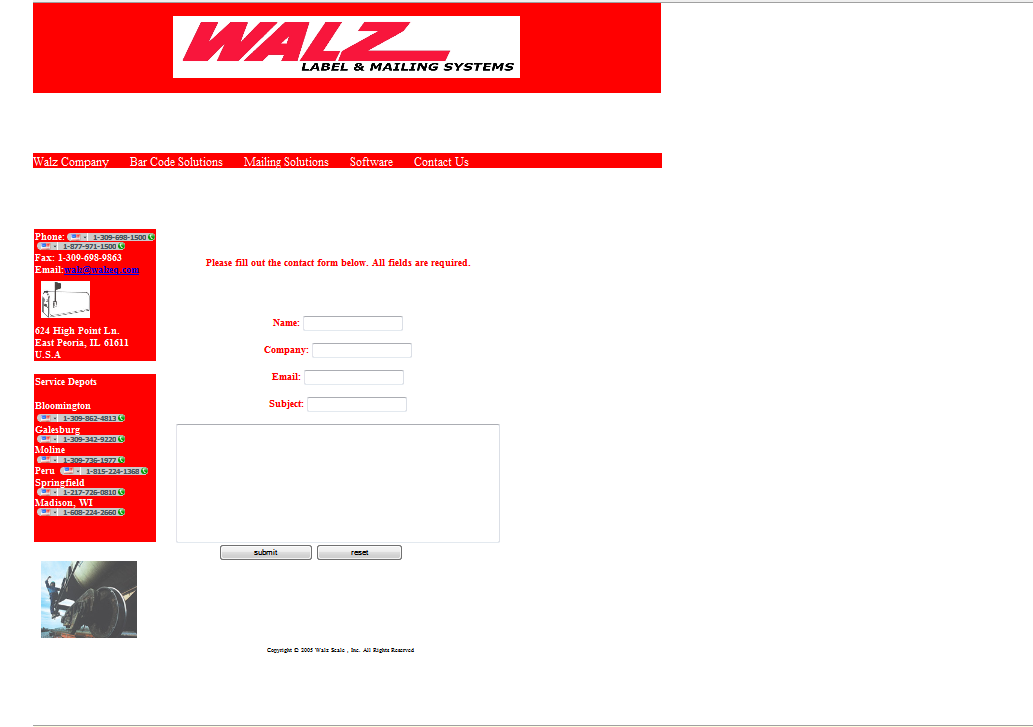 WALZ
LABEL & MAILING SYSTEMS
Walz Company Bar Code Solutions Mailing Solutions Software Contact Us
Phone: 1-309-698-1500
1-877-971-1500
Fax: 1-309-698-9863
Email:walz@walzeq.com
624 High Point Ln.
East Peoria, IL 61611
U.S.A
Service Depots
Bloomington
1-309-862-4813
Galesburg
1-309-342-9220
Moline
1-309-736-1977
Peru 1-815-224-1368
Springfield
1-217-726-0810
Madison, WI
1-608-224-2660
Please fill out the contact form below. All fields are required.
Name:
Company:
Email:
Subject:
submit reset
Copyright © 2005 Walz Scale , Inc. All Rights Reserved